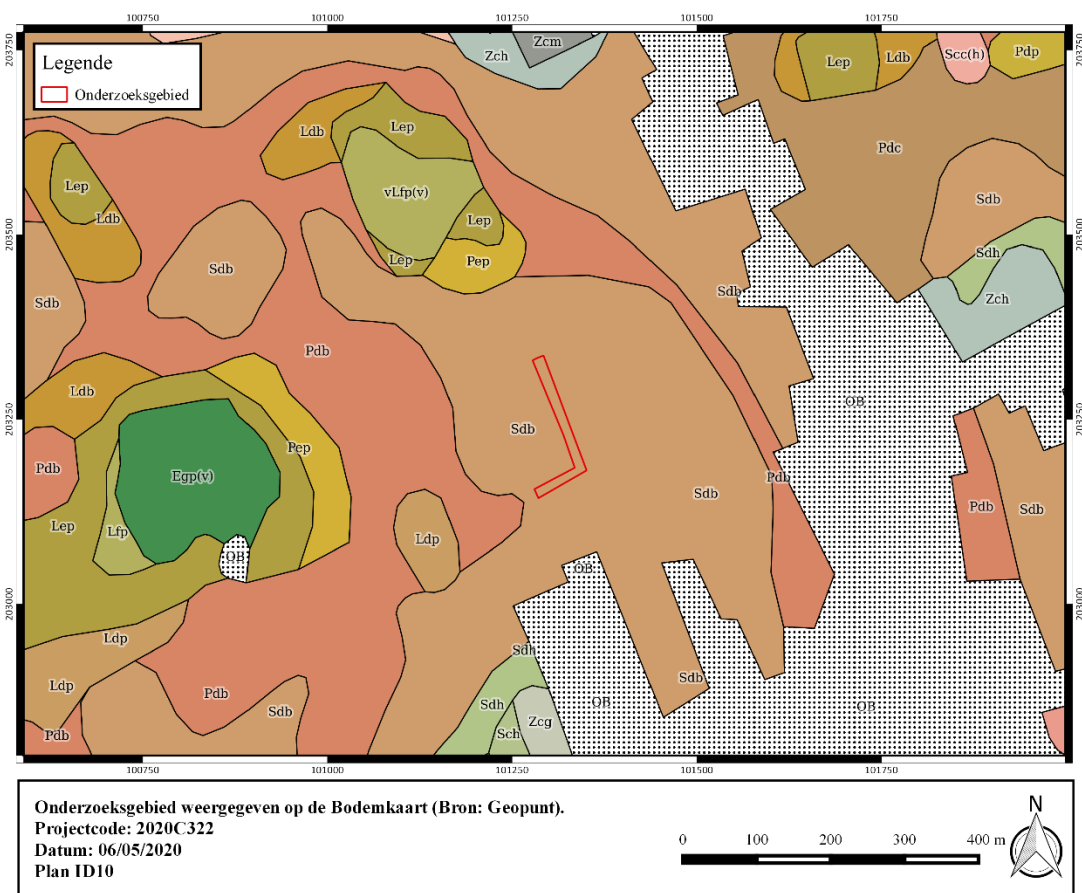 100750 101000 101250 101500 101750
203750
203750
Legende
Onderzoeksgebied
Zch
Zcm
Lep
Ldb
Scc(h)
Pdp
Ldb
Lep
Pdc
Lep
vLfp(v)
Ldb
Lep
Sdb
203500
203500
Sdh
Lep
Pep
Sdb
Sdb
Sdb
Zch
Pdb
Ldb
OB
203250
203250
Sdb
Pep
Pdb
Egp(v)
Pdb
Sdb
Pdb
Sdb
Lep
Lfp
Ldp
OB
OB
203000
203000
Ldp
Sdh
Ldp
Sdb
Pdb
Sdh
OB
OB
Sdb
Zcg
Pdb
Sch
100750 101000 101250 101500 101750
Onderzoeksgebied weergegeven op de Bodemkaart (Bron: Geopunt).
Projectcode: 2020C322
Datum: 06/05/2020
Plan ID10
0 100 200 300 400 m
N